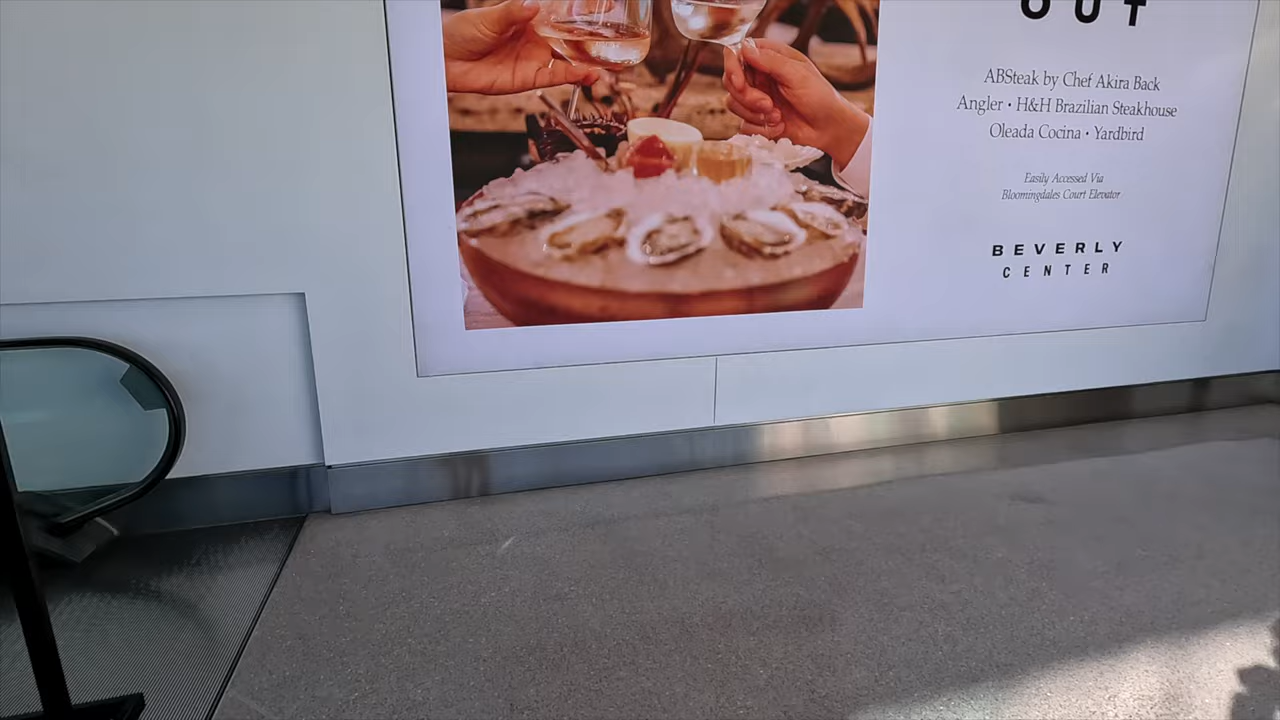 OUT
ABSteak by Chef Akira Back
Angler • H&H Brazilian Steakhouse
Oleada Cocina • Yardbird
Easily Accessed Via
Bloomingdales Court Elevator
BEVERLY
CENTER